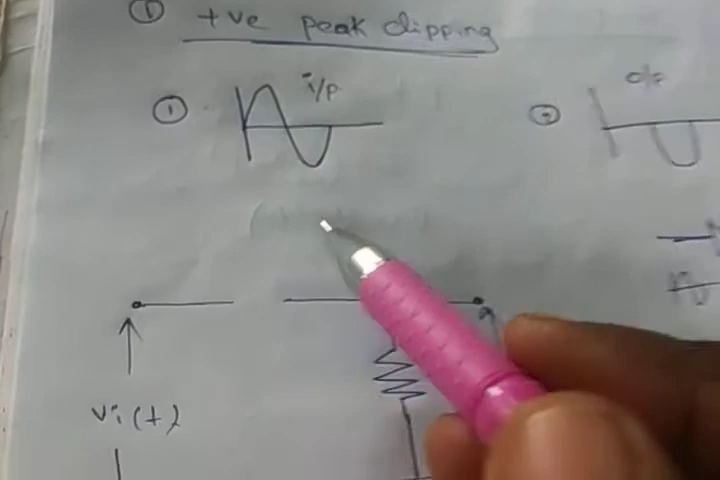 ① +ve peak clipping
① i/p ② o/p
Vi(t)